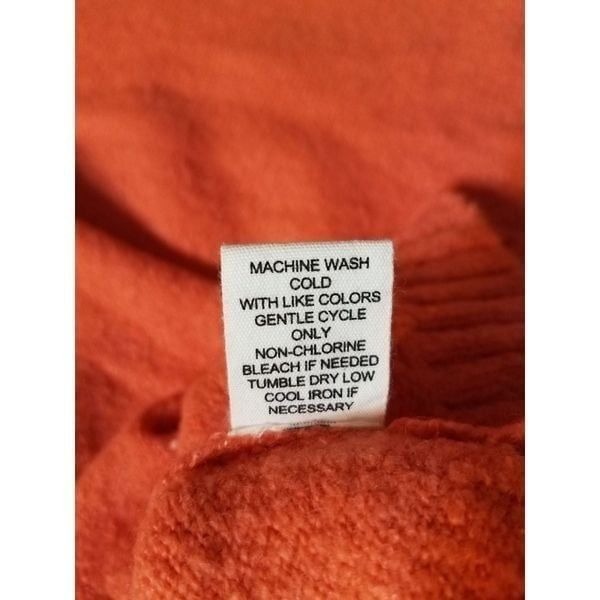 MACHINE WASH
COLD
WITH LIKE COLORS
GENTLE CYCLE
ONLY
NON-CHLORINE
BLEACH IF NEEDED
TUMBLE DRY LOW
COOL IRON IF
NECESSARY